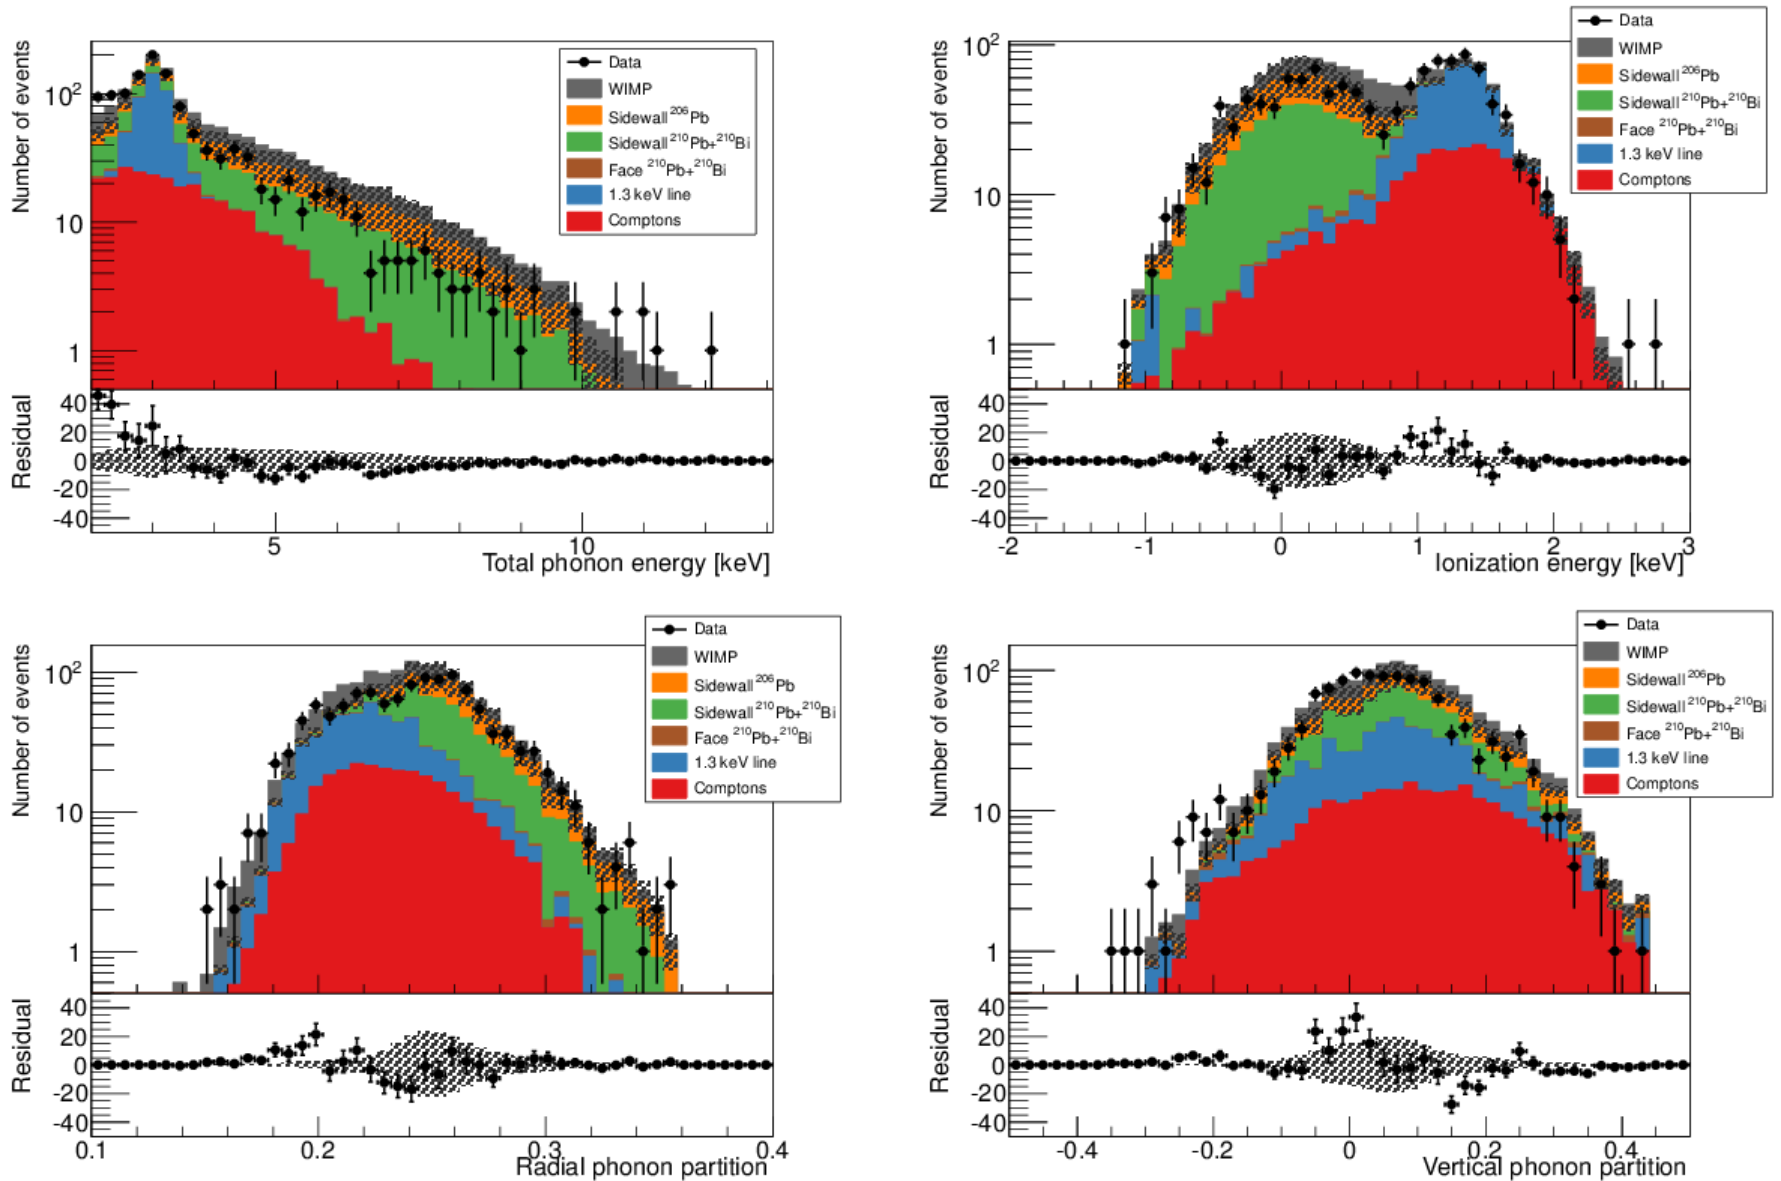 Number of events
10²
10
1
Data
WIMP
Sidewall ²⁰⁶Pb
Sidewall ²¹⁰Pb+²¹⁰Bi
Face ²¹⁰Pb+²¹⁰Bi
1.3 keV line
Comptons
Residual
40
20
0
-20
-40
5
10
Total phonon energy [keV]
Number of events
10²
10
1
Data
WIMP
Sidewall ²⁰⁶Pb
Sidewall ²¹⁰Pb+²¹⁰Bi
Face ²¹⁰Pb+²¹⁰Bi
1.3 keV line
Comptons
Residual
40
20
0
-20
-40
-2
-1
0
1
2
3
Ionization energy [keV]
Number of events
10²
10
1
Data
WIMP
Sidewall ²⁰⁶Pb
Sidewall ²¹⁰Pb+²¹⁰Bi
Face ²¹⁰Pb+²¹⁰Bi
1.3 keV line
Comptons
Residual
40
20
0
-20
-40
0.1
0.2
0.3
0.4
Radial phonon partition
Number of events
10²
10
1
Data
WIMP
Sidewall ²⁰⁶Pb
Sidewall ²¹⁰Pb+²¹⁰Bi
Face ²¹⁰Pb+²¹⁰Bi
1.3 keV line
Comptons
Residual
40
20
0
-20
-40
-0.4
-0.2
0
0.2
0.4
Vertical phonon partition